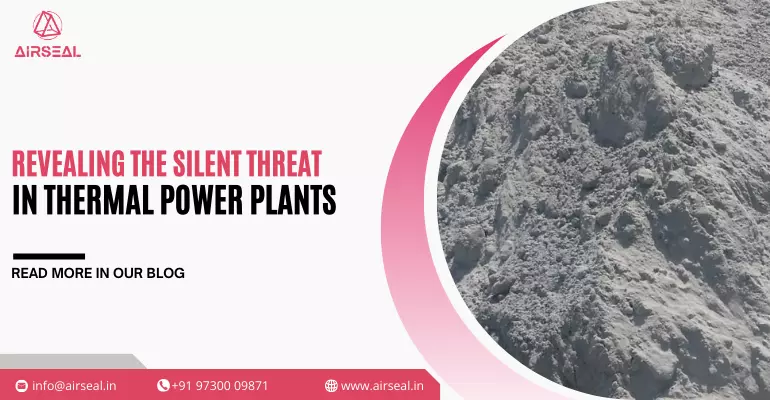 AIRSEAL
REVEALING THE SILENT THREAT
IN THERMAL POWER PLANTS
READ MORE IN OUR BLOG
info@airseal.in +91 97300 09871 www.airseal.in